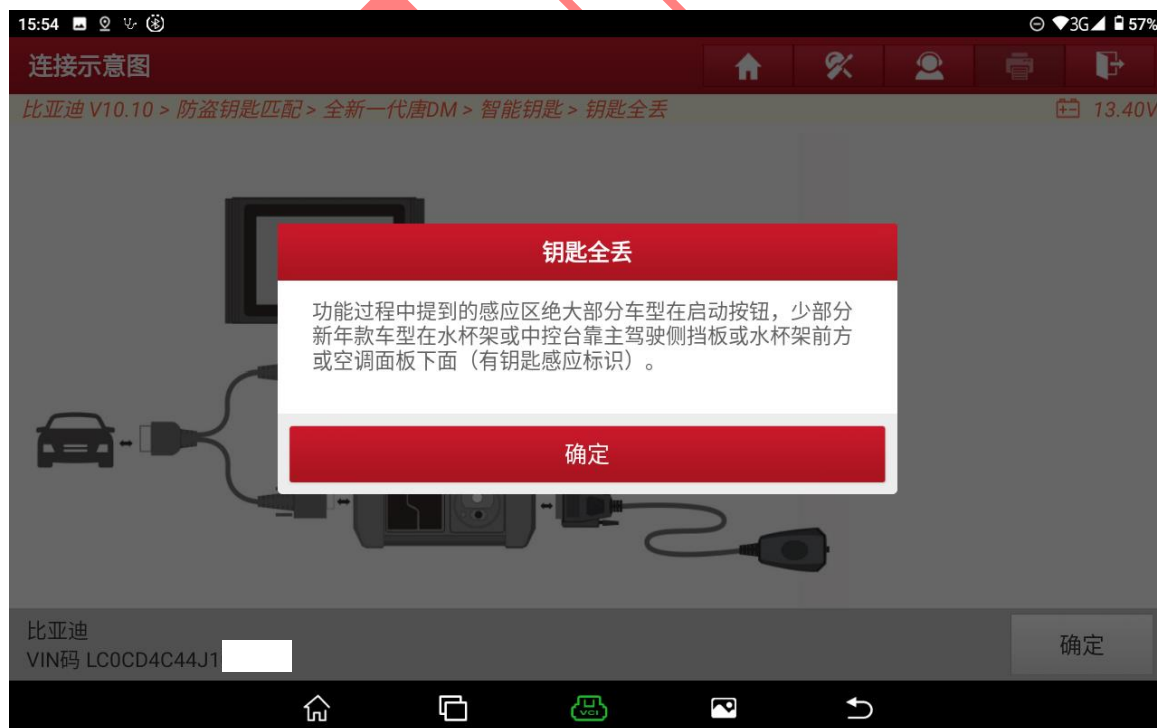 15:54
3G 57%
连接示意图
比亚迪 V10.10 > 防盗钥匙匹配 > 全新一代唐DM > 智能钥匙 > 钥匙全丢
13.40V
钥匙全丢
功能过程中提到的感应区绝大部分车型在启动按钮，少部分
新年款车型在水杯架或中控台靠主驾驶侧挡板或水杯架前方
或空调面板下面（有钥匙感应标识）。
确定
比亚迪
VIN码 LC0CD4C44J1
确定
VCI